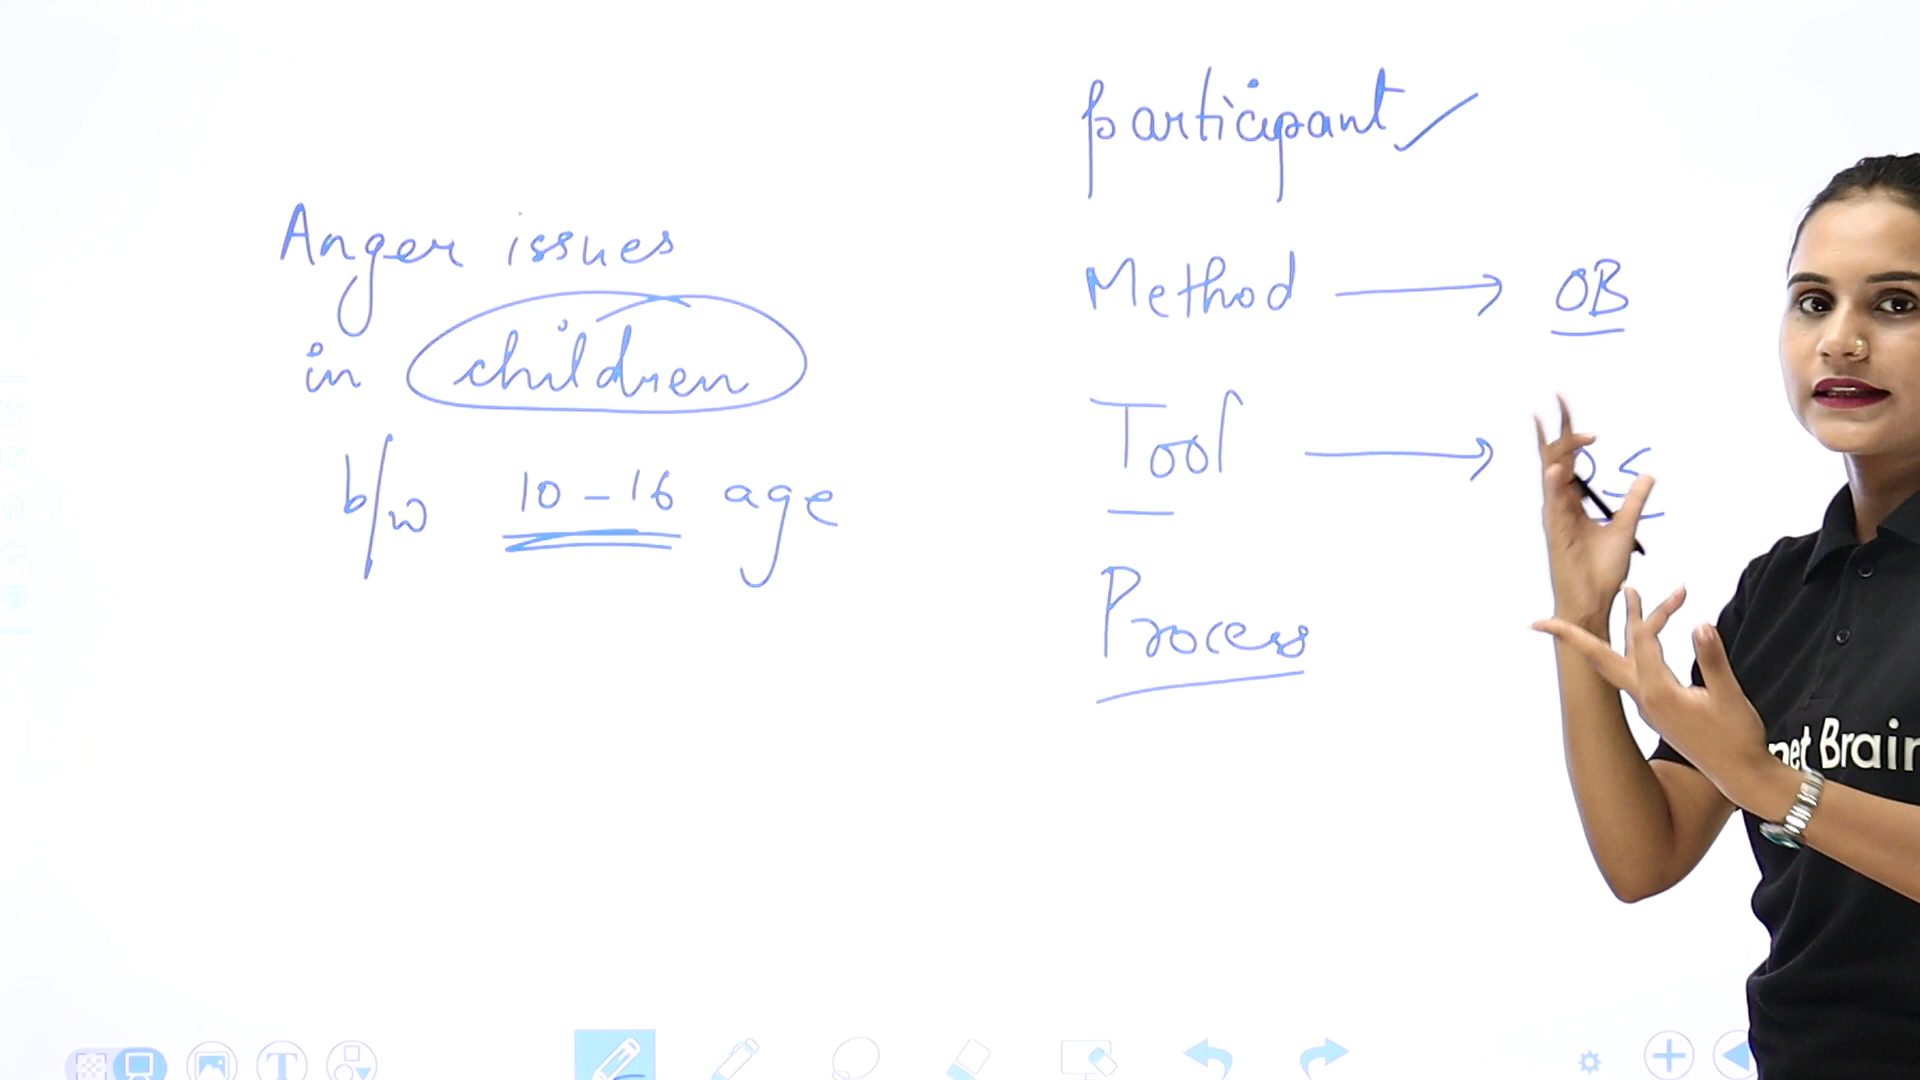 Anger issues
in children
b/w 10-16 age
participant
Method → OB
Tool →
Process
Brain
T